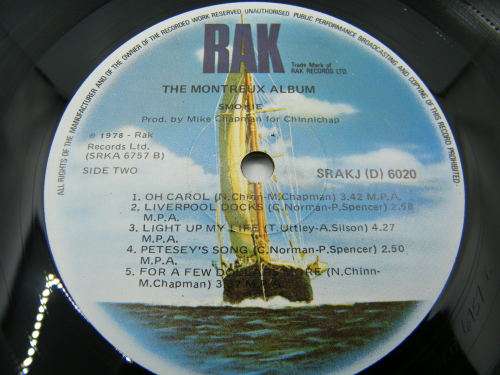 ALL RIGHTS OF THE MANUFACTURER AND OF THE OWNER OF THE RECORDED WORK RESERVED UNAUTHORISED PUBLIC PERFORMANCE BROADCASTING AND COPYING OF THIS RECORD PROHIBITED
RAK
Trade Mark of
RAK RECORDS LTD.
THE MONTREUX ALBUM
SMOKIE
Prod. by Mike Chapman for Chinnichap
℗ 1978 - Rak
Records Ltd.
(SRKA 6757 B)
SRAKJ (D) 6020
SIDE TWO
1. OH CAROL (N.Chinn-M.Chapman) 3.42 M.P.A.
2. LIVERPOOL DOCKS (C.Norman-P.Spencer) 2.58
M.P.A.
3. LIGHT UP MY LIFE (T.Uttley-A.Silson) 4.27
M.P.A.
4. PETESEY'S SONG (C.Norman-P.Spencer) 2.50
M.P.A.
5. FOR A FEW DOLLARS MORE (N.Chinn-
M.Chapman) M.P.A.